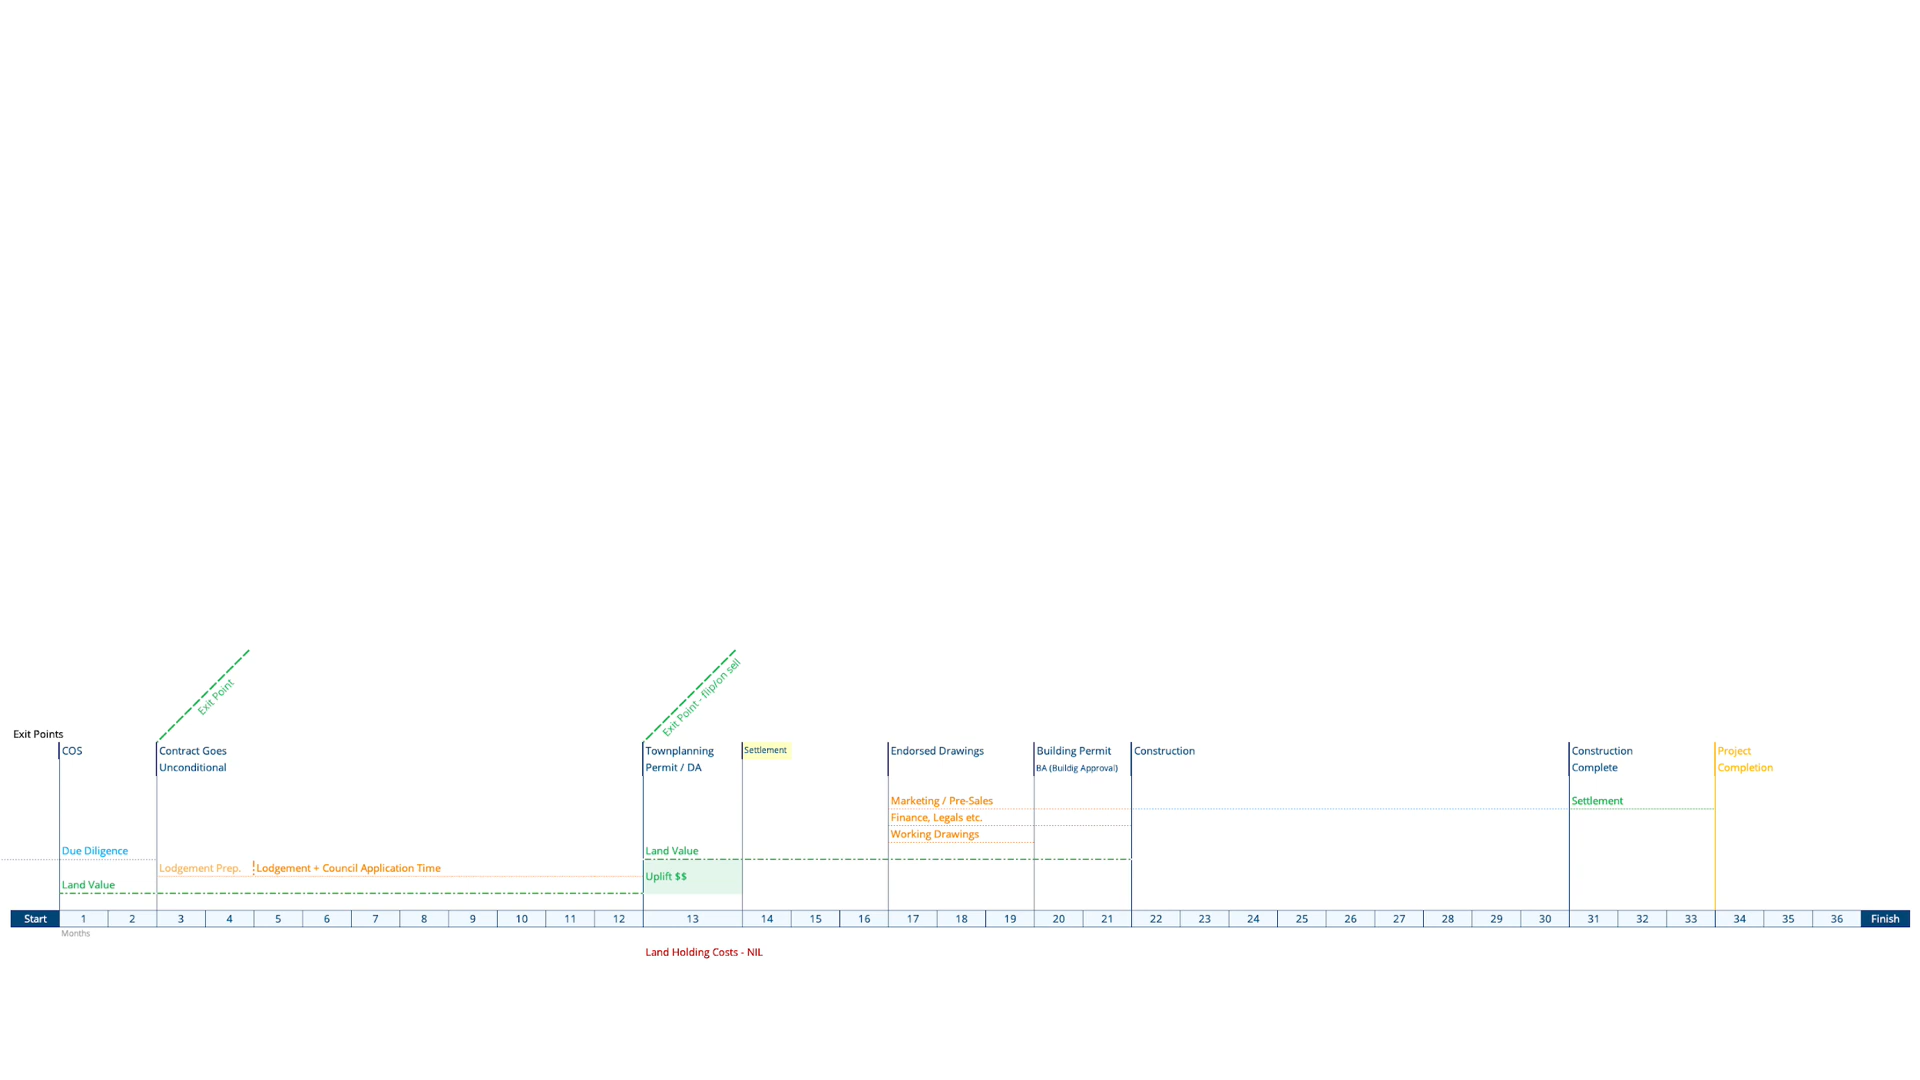 Exit Point
Exit Point - flip/on sell
Exit Points
COS
Contract Goes
Unconditional
Townplanning
Permit / DA
Settlement
Endorsed Drawings
Building Permit
BA (Buildig Approval)
Construction
Construction
Complete
Project
Completion
Marketing / Pre-Sales
Settlement
Finance, Legals etc.
Working Drawings
Due Diligence
Land Value
Lodgement Prep.
Lodgement + Council Application Time
Uplift $$
Land Value
Start 1 2 3 4 5 6 7 8 9 10 11 12 13 14 15 16 17 18 19 20 21 22 23 24 25 26 27 28 29 30 31 32 33 34 35 36 Finish
Months
Land Holding Costs - NIL